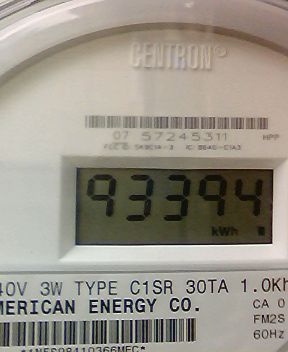 CENTRON®
07 57245311 HPP
93394
kWh
40V 3W TYPE C1SR 30TA 1.0Kh
MERICAN ENERGY CO.
CA 0
FM2S
60Hz